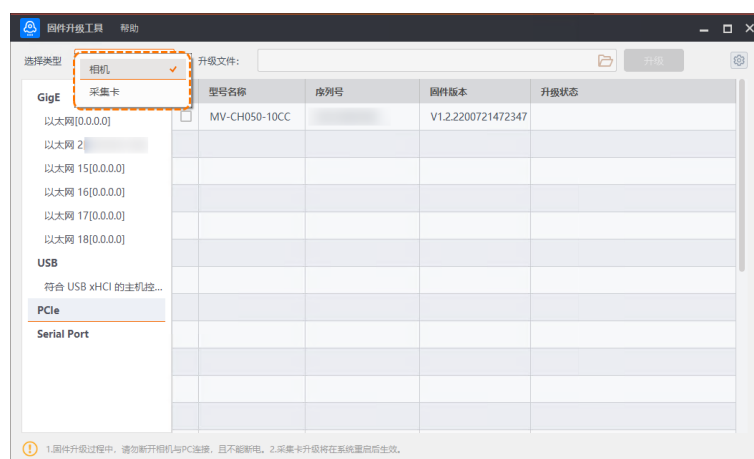 固件升级工具 帮助
选择类型 升级文件: 升级
相机
采集卡
型号名称 序列号 固件版本 升级状态
MV-CH050-10CC V1.2.2200721472347
GigE
以太网[0.0.0.0]
以太网 2
以太网 15[0.0.0.0]
以太网 16[0.0.0.0]
以太网 17[0.0.0.0]
以太网 18[0.0.0.0]
USB
符合 USB xHCI 的主机控...
PCIe
Serial Port
1.固件升级过程中，请勿断开相机与PC连接，且不能断电。2.采集卡升级将在系统重启后生效。